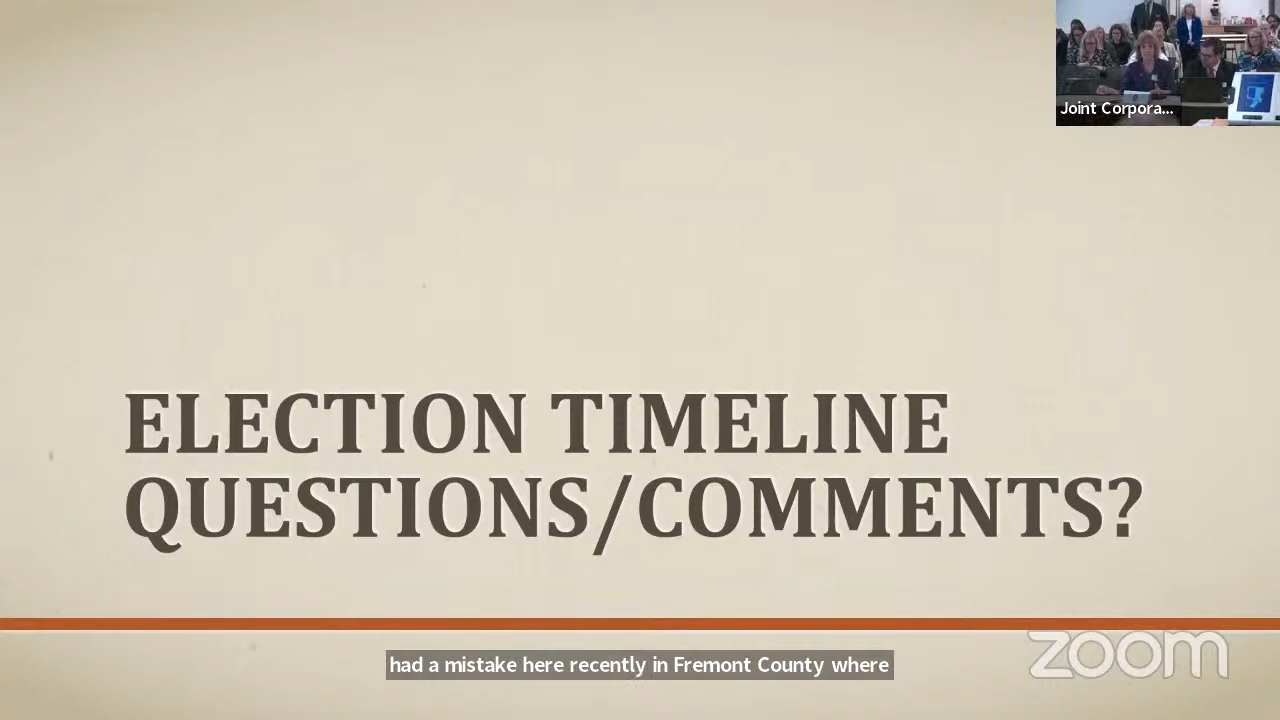 Joint Corpora...
ELECTION TIMELINE
QUESTIONS/COMMENTS?
zoom
had a mistake here recently in Fremont County where